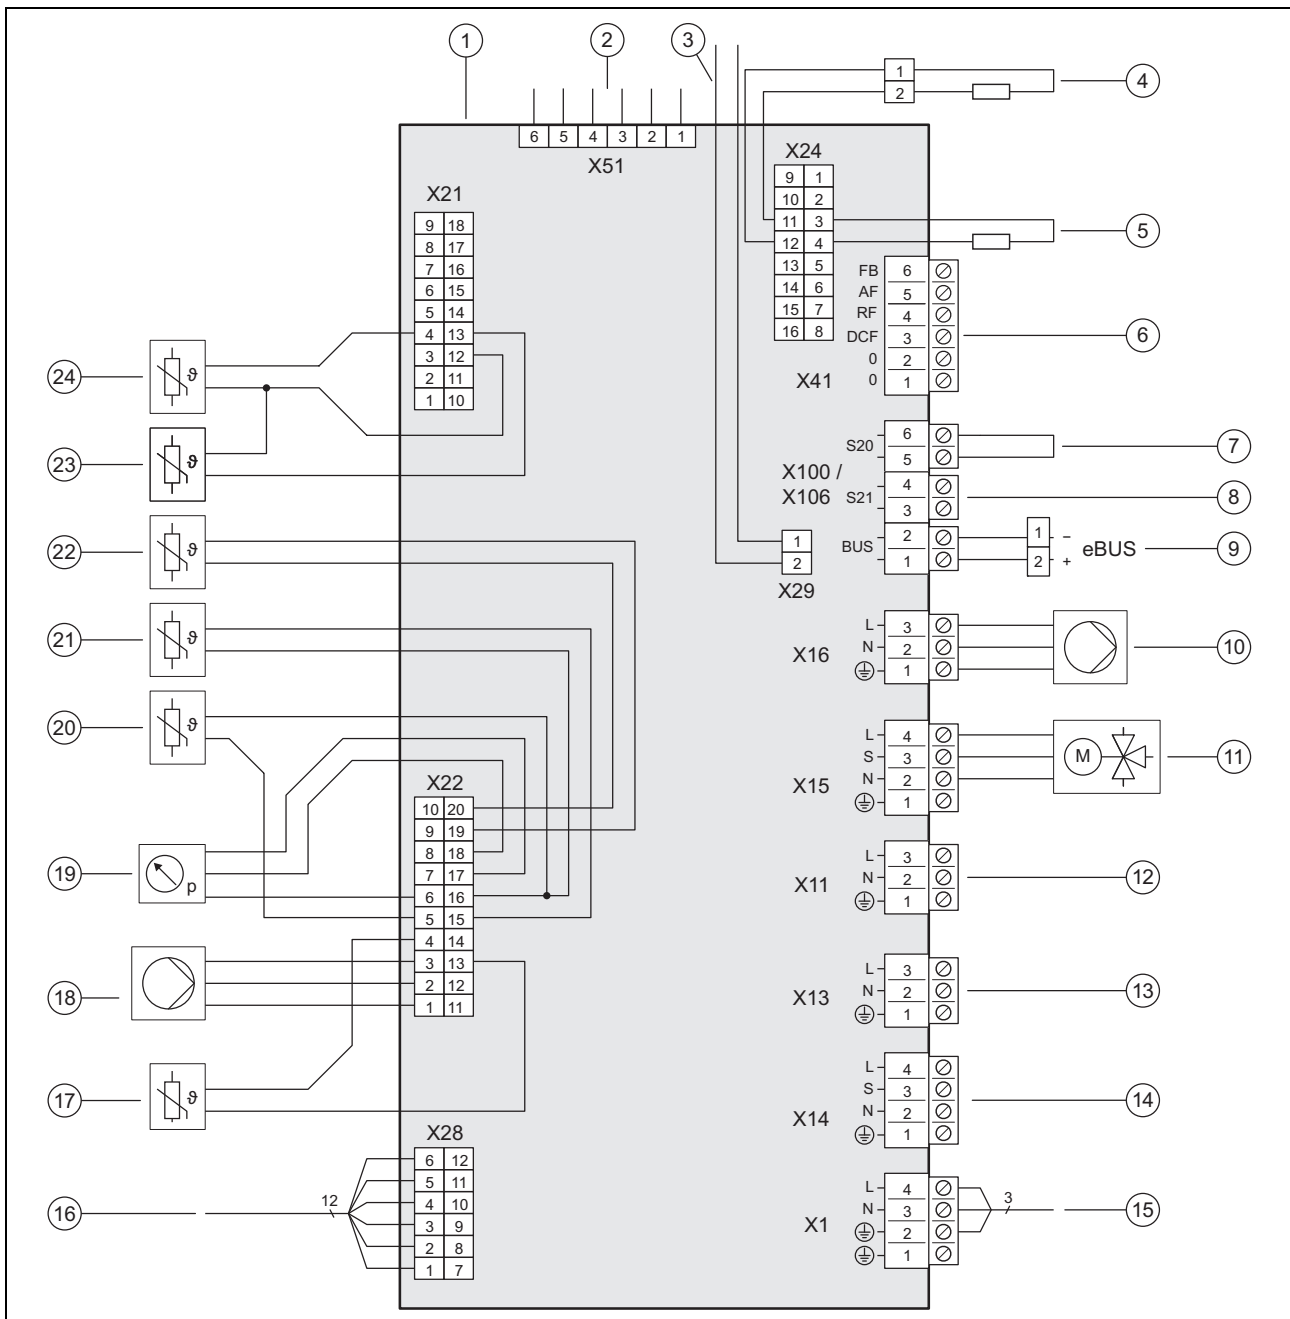 1
2
3
1
2
4
6 5 4 3 2 1
X51
X24
9 1
10 2
11 3
12 4
13 5
14 6
15 7
16 8
5
X21
9 18
8 17
7 16
6 15
5 14
4 13
3 12
2 11
1 10
FB 6
AF 5
RF 4
DCF 3
0 2
0 1
X41
6
24
ϑ
23
ϑ
22
ϑ
21
ϑ
20
ϑ
S20
6
5
7
X100 /
X106
S21
4
3
8
BUS
2
1
1 −
2 +
eBUS
9
1
2
X29
X16
L 3
N 2
1
10
X15
L 4
S 3
N 2
1
M
11
X22
10 20
9 19
8 18
7 17
6 16
5 15
4 14
3 13
2 12
1 11
19
p
18
17
ϑ
X11
L 3
N 2
1
12
X13
L 3
N 2
1
13
X14
L 4
S 3
N 2
1
14
X28
6 12
5 11
4 10
3 9
2 8
1 7
16
12
X1
L 4
N 3
2
1
3
15